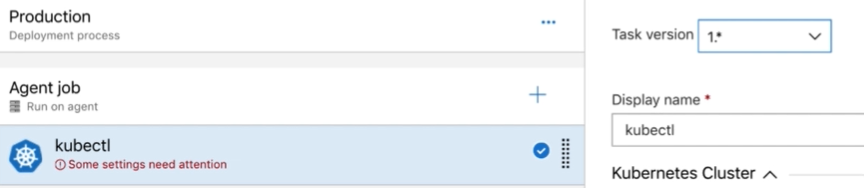 Production
Deployment process
Agent job
Run on agent
kubectl
Some settings need attention
Task version 1.*
Display name *
kubectl
Kubernetes Cluster